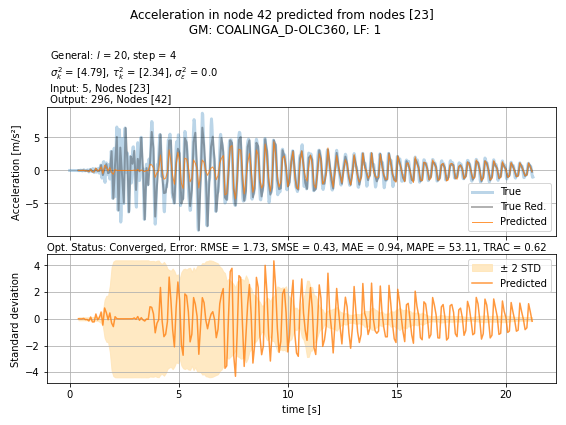 Acceleration in node 42 predicted from nodes [23]
GM: COALINGA_D-OLC360, LF: 1
General: l = 20, step = 4
σ²ₖ = [4.79], τ²ₖ = [2.34], σ²ε = 0.0
Input: 5, Nodes [23]
Output: 296, Nodes [42]
Acceleration [m/s²]
5
0
−5
True
True Red.
Predicted
Opt. Status: Converged, Error: RMSE = 1.73, SMSE = 0.43, MAE = 0.94, MAPE = 53.11, TRAC = 0.62
Standard deviation
4
2
0
−2
−4
± 2 STD
Predicted
0 5 10 15 20
time [s]